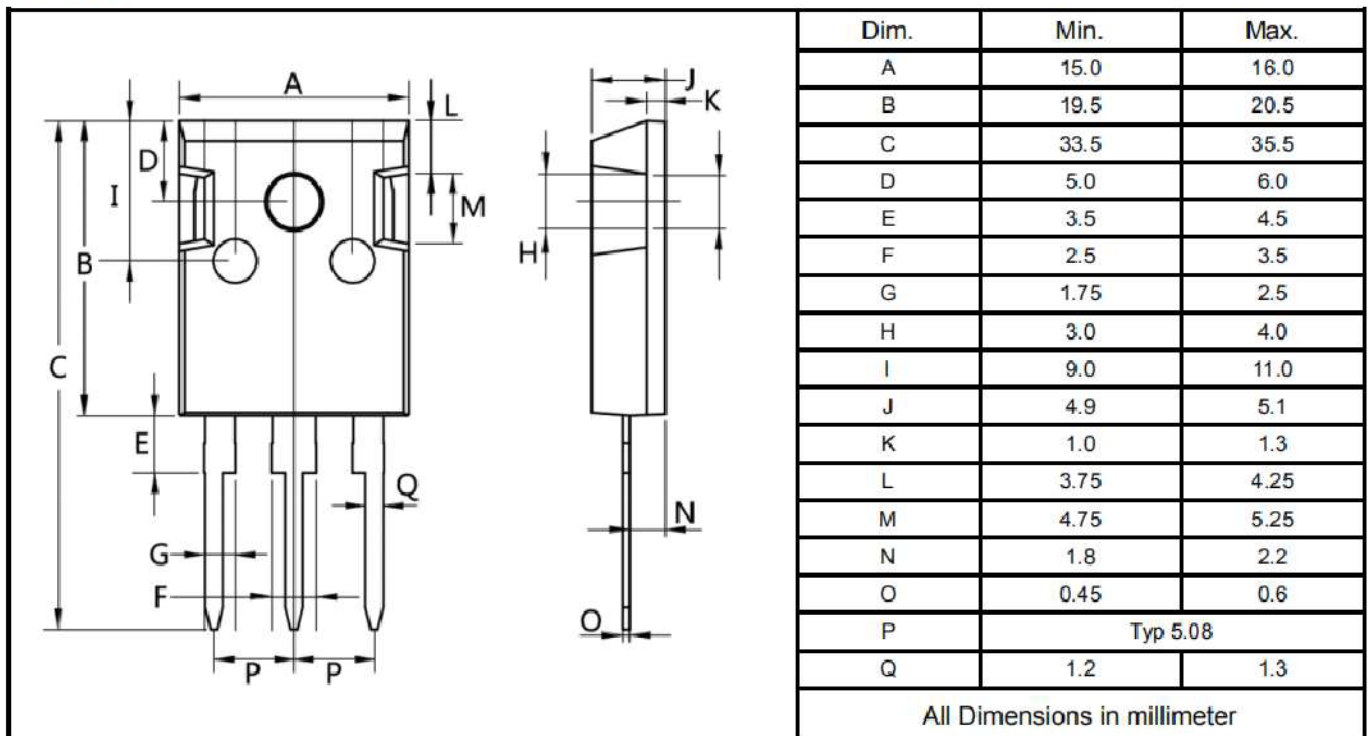 A
L
D
I
M
B
C
E
Q
G
F
P P
J
K
H
N
O
Dim. Min. Max.
A 15.0 16.0
B 19.5 20.5
C 33.5 35.5
D 5.0 6.0
E 3.5 4.5
F 2.5 3.5
G 1.75 2.5
H 3.0 4.0
I 9.0 11.0
J 4.9 5.1
K 1.0 1.3
L 3.75 4.25
M 4.75 5.25
N 1.8 2.2
O 0.45 0.6
P Typ 5.08
Q 1.2 1.3
All Dimensions in millimeter